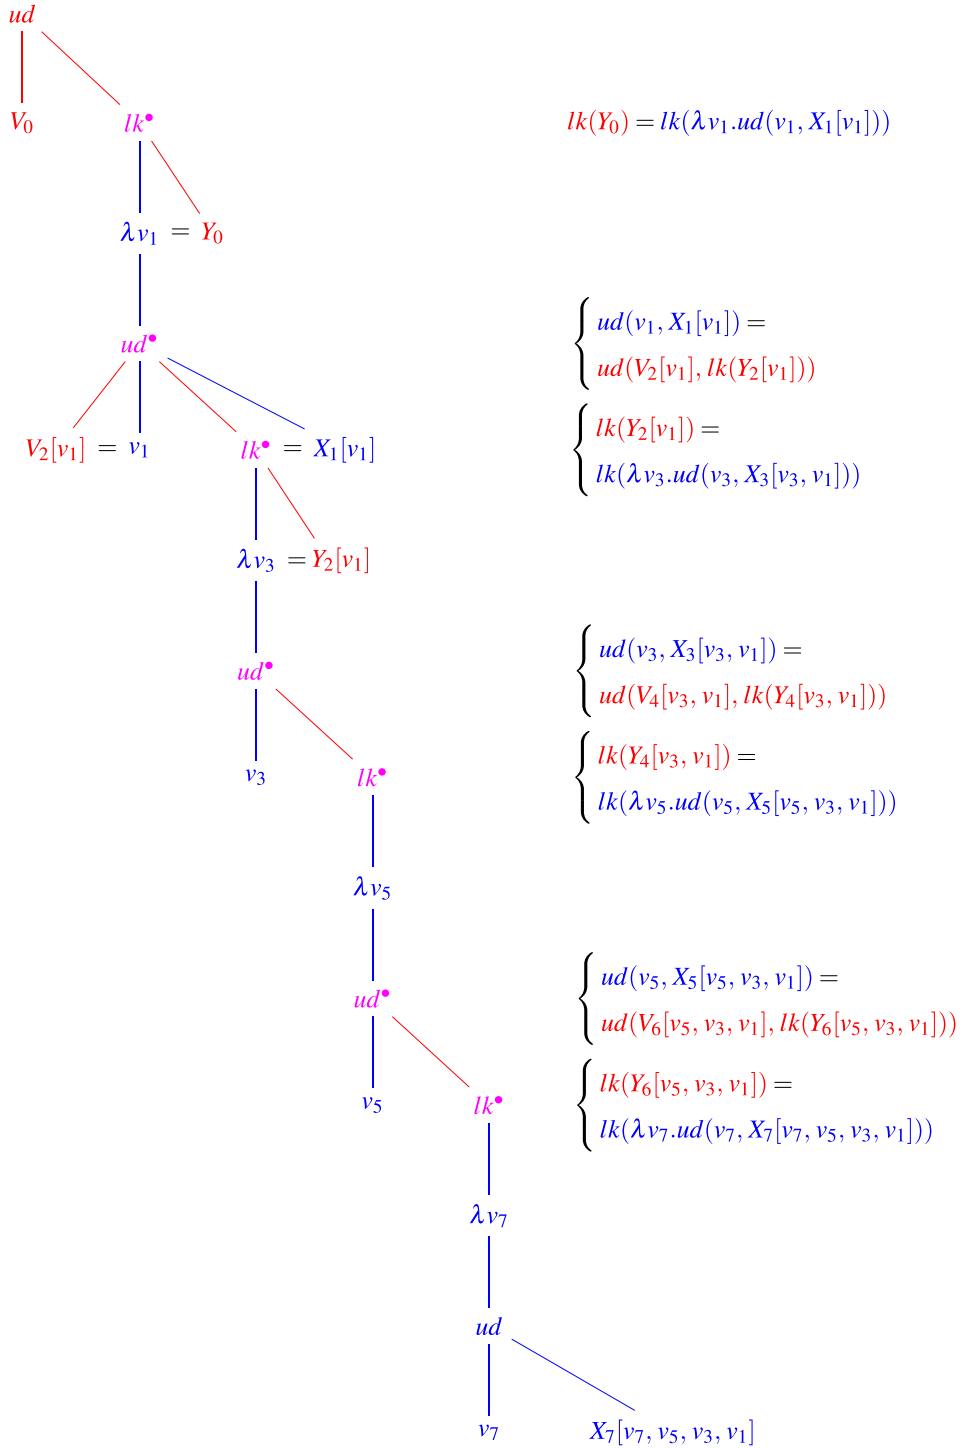 ud
V₀ lk• lk(Y₀) = lk(λv₁.ud(v₁, X₁[v₁]))
λv₁ = Y₀
ud(v₁, X₁[v₁]) =
ud•
ud(V₂[v₁], lk(Y₂[v₁]))
lk(Y₂[v₁]) =
V₂[v₁] = v₁ lk• = X₁[v₁]
lk(λv₃.ud(v₃, X₃[v₃, v₁]))
λv₃ = Y₂[v₁]
ud(v₃, X₃[v₃, v₁]) =
ud•
ud(V₄[v₃, v₁], lk(Y₄[v₃, v₁]))
lk(Y₄[v₃, v₁]) =
v₃ lk•
lk(λv₅.ud(v₅, X₅[v₅, v₃, v₁]))
λv₅
ud(v₅, X₅[v₅, v₃, v₁]) =
ud•
ud(V₆[v₅, v₃, v₁], lk(Y₆[v₅, v₃, v₁]))
lk(Y₆[v₅, v₃, v₁]) =
v₅ lk•
lk(λv₇.ud(v₇, X₇[v₇, v₅, v₃, v₁]))
λv₇
ud
v₇ X₇[v₇, v₅, v₃, v₁]